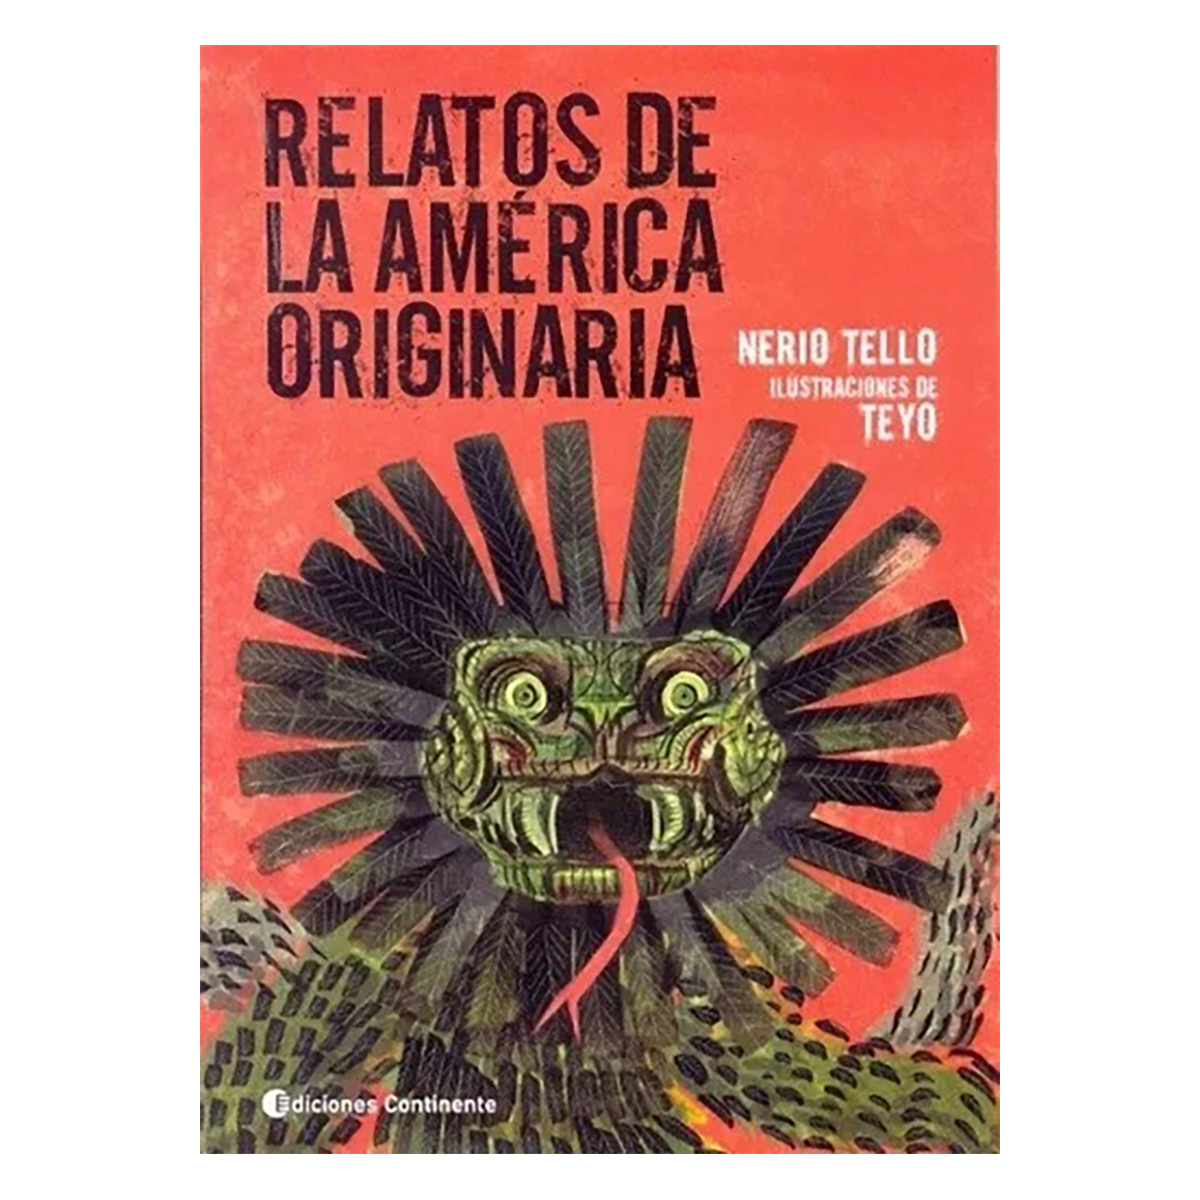 RELATOS DE
LA AMÉRICA
ORIGINARIA
NERIO TELLO
ILUSTRACIONES DE
TEYO
Ediciones Continente